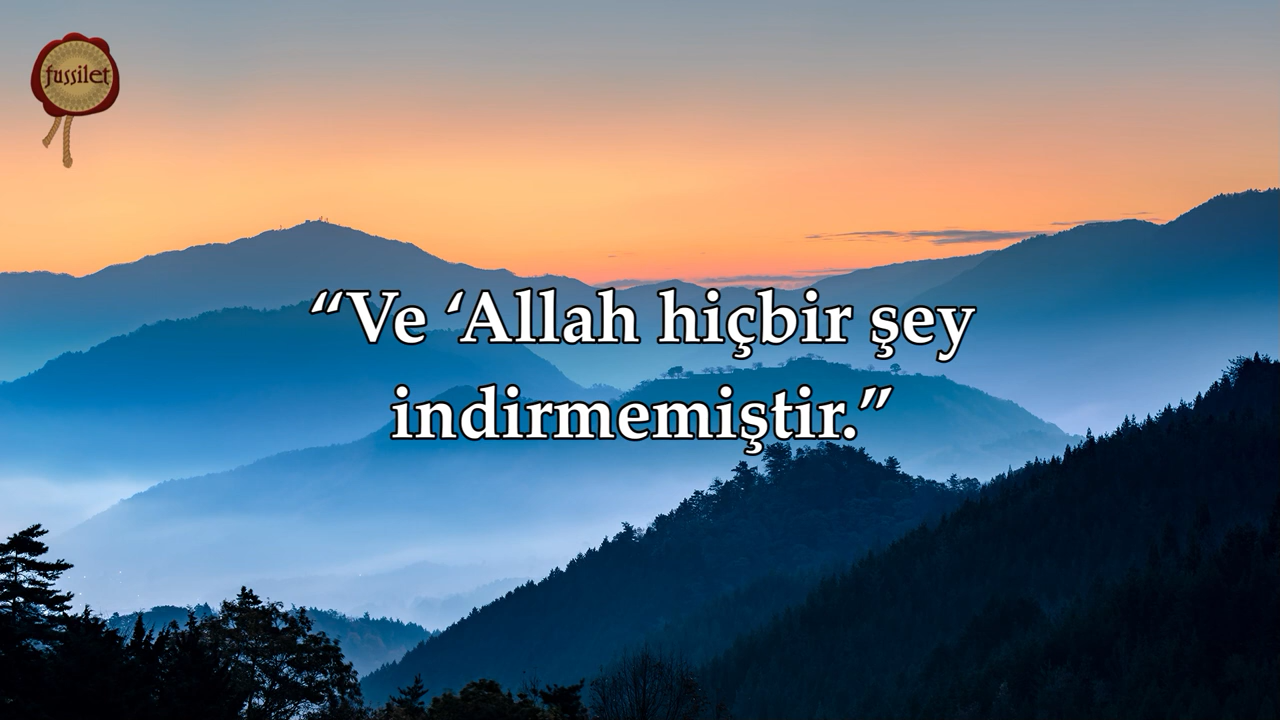 fussilet
“Ve ‘Allah hiçbir şey
indirmemiştir.”